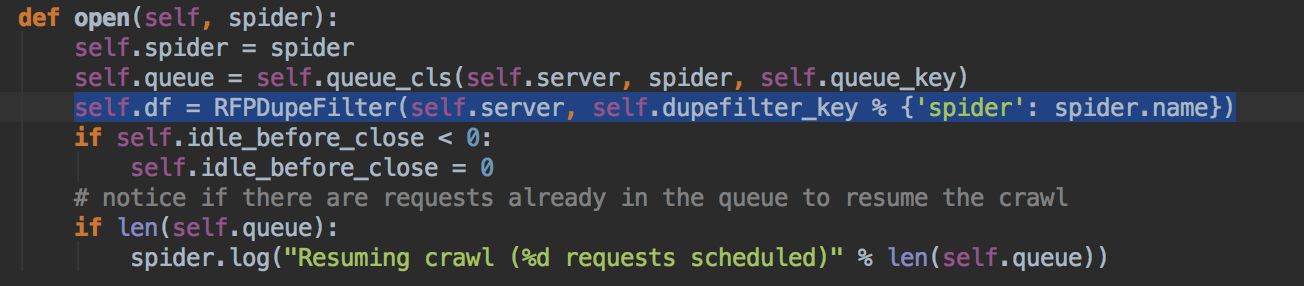 def open(self, spider):
    self.spider = spider
    self.queue = self.queue_cls(self.server, spider, self.queue_key)
    self.df = RFPDupeFilter(self.server, self.dupefilter_key % {'spider': spider.name})
    if self.idle_before_close < 0:
        self.idle_before_close = 0
    # notice if there are requests already in the queue to resume the crawl
    if len(self.queue):
        spider.log("Resuming crawl (%d requests scheduled)" % len(self.queue))